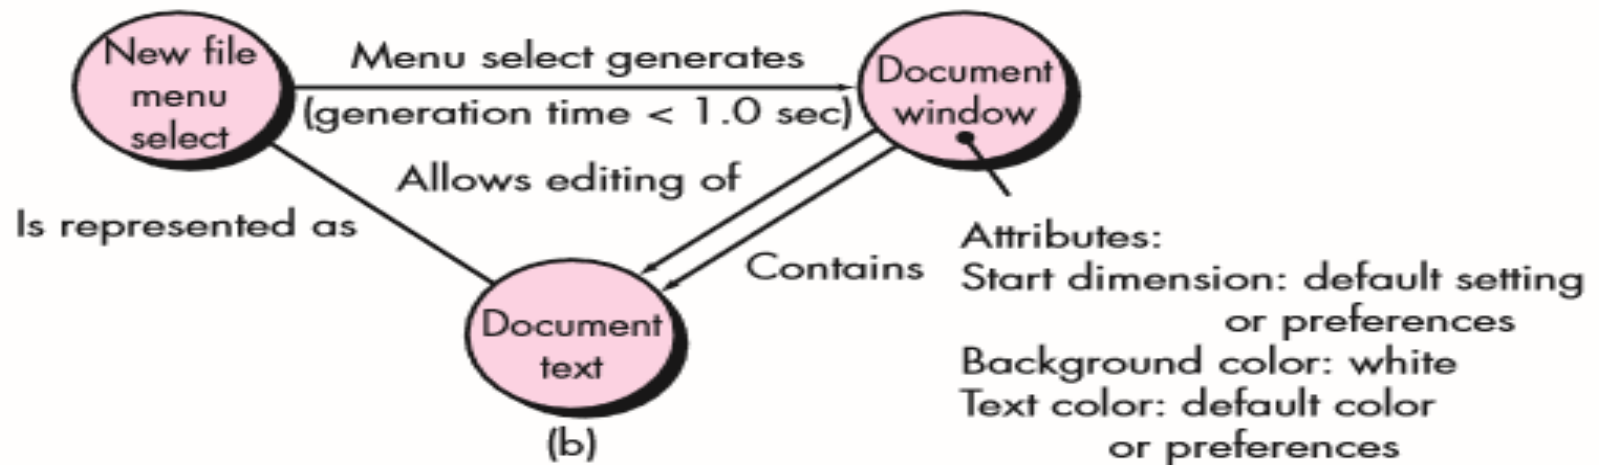 New file
menu
select
Menu select generates
(generation time < 1.0 sec)
Document
window
Allows editing of
Is represented as
Contains
Document
text
Attributes:
Start dimension: default setting
or preferences
Background color: white
Text color: default color
or preferences
(b)